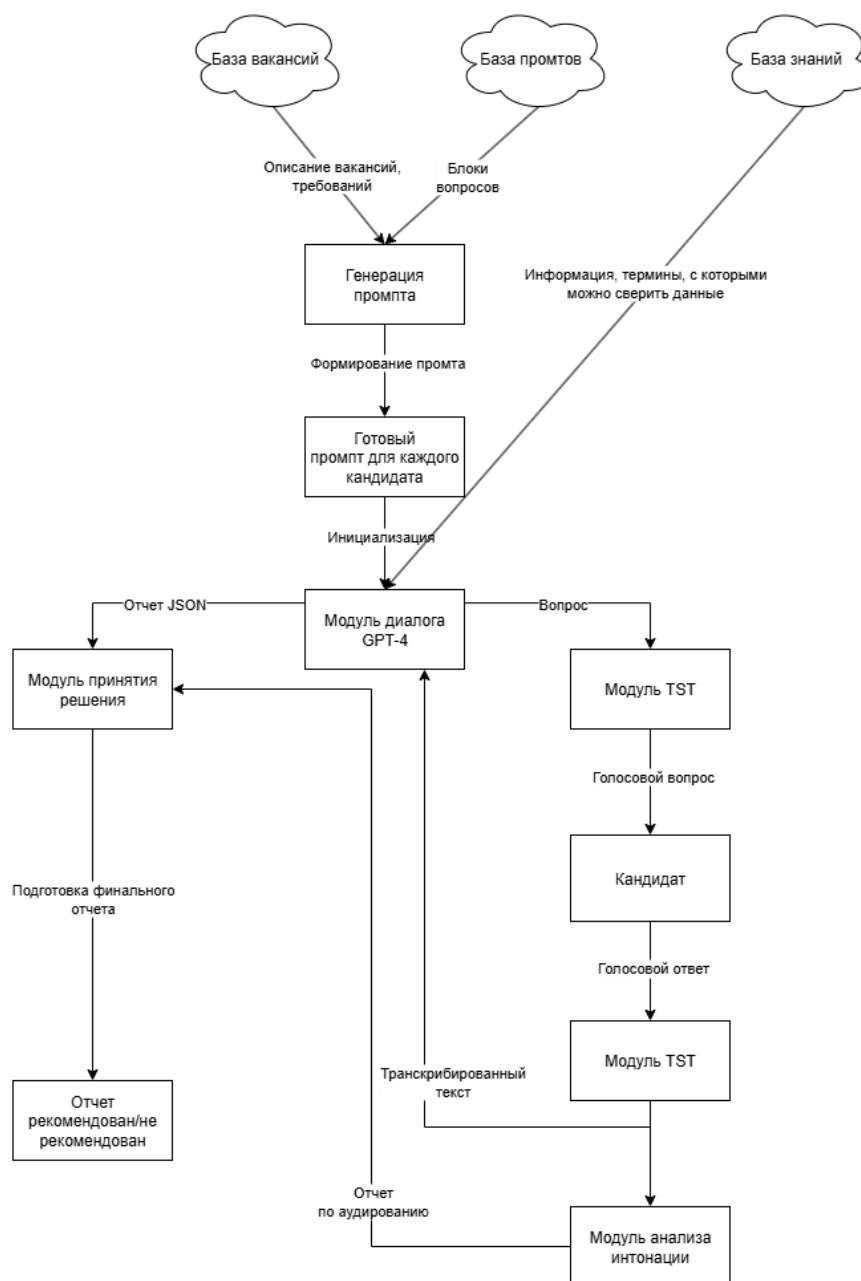 База вакансий
База промтов
База знаний
Описание вакансий,
требований
Блоки
вопросов
Информация, термины, с которыми
можно сверить данные
Генерация
промпта
Формирование промта
Готовый
промпт для каждого
кандидата
Инициализация
Отчет JSON
Модуль диалога
GPT-4
Вопрос
Модуль принятия
решения
Модуль TST
Голосовой вопрос
Кандидат
Подготовка финального
отчета
Голосовой ответ
Модуль TST
Транскрибированный
текст
Отчет
рекомендован/не
рекомендован
Отчет
по аудированию
Модуль анализа
интонации